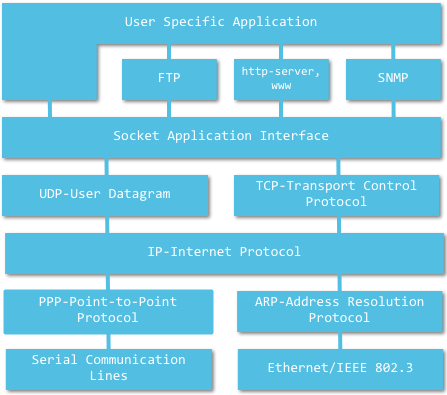 User Specific Application
FTP
http-server,
www
SNMP
Socket Application Interface
UDP-User Datagram
TCP-Transport Control
Protocol
IP-Internet Protocol
PPP-Point-to-Point
Protocol
ARP-Address Resolution
Protocol
Serial Communication
Lines
Ethernet/IEEE 802.3